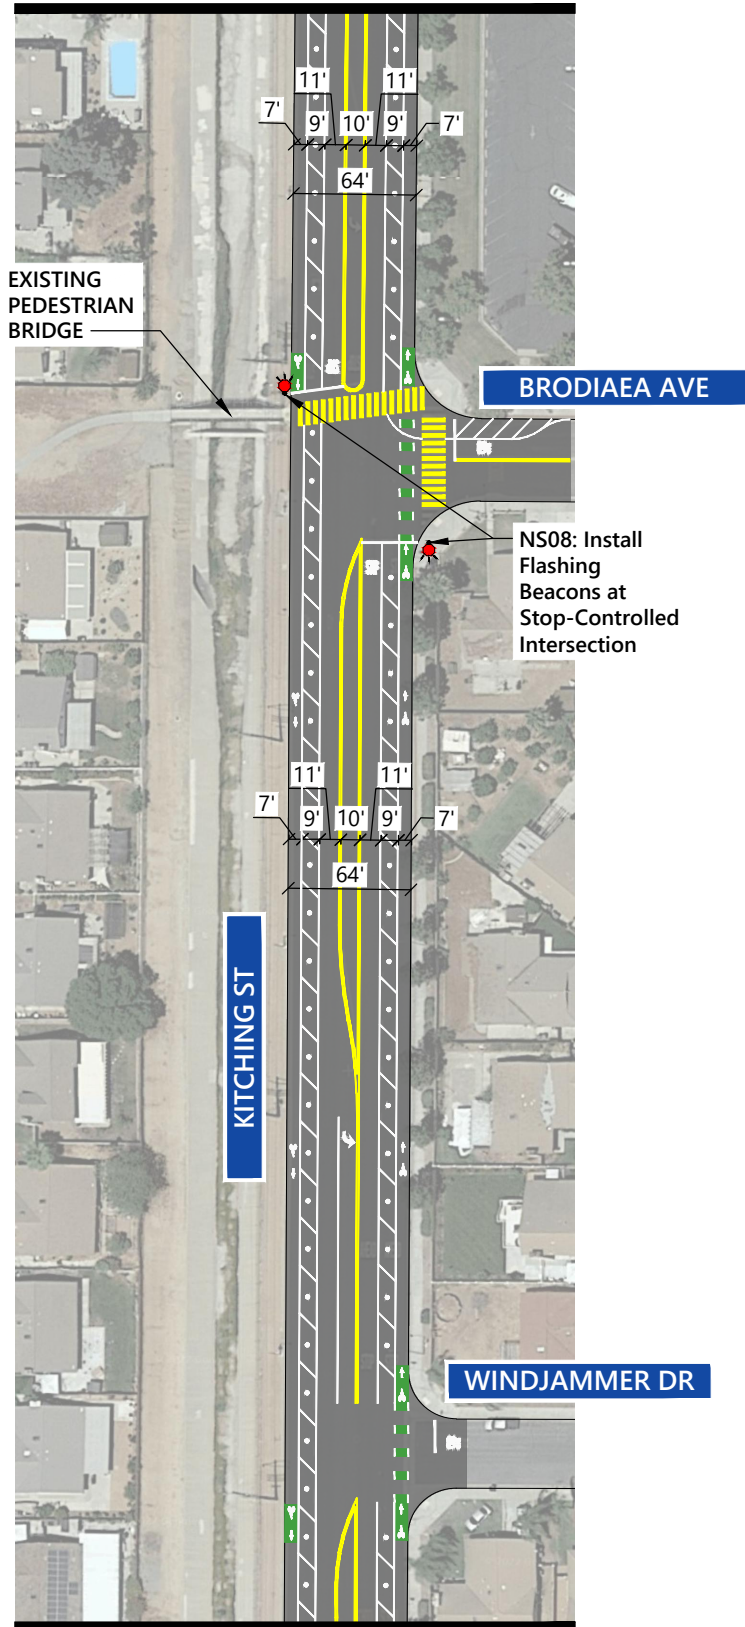 11'
11'
7'
9'
10'
9'
7'
64'
EXISTING
PEDESTRIAN
BRIDGE
BRODIAEA AVE
NS08: Install
Flashing
Beacons at
Stop-Controlled
Intersection
11'
11'
7'
9'
10'
9'
7'
64'
KITCHING ST
WINDJAMMER DR